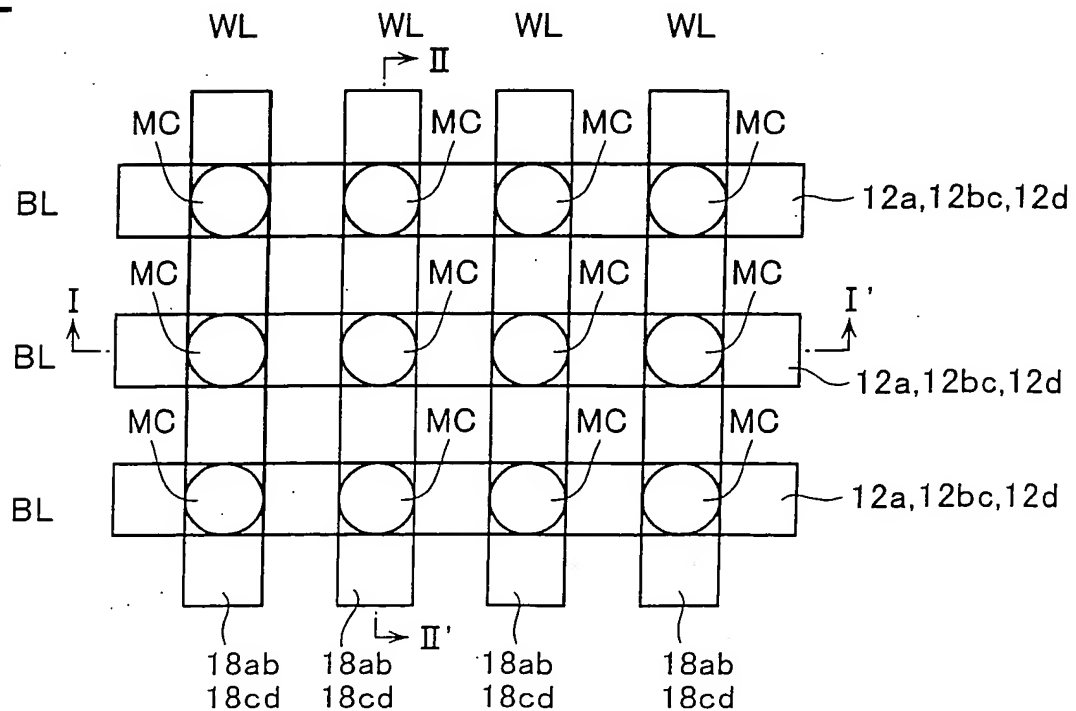 WL WL WL WL
II
MC MC MC MC
BL 12a,12bc,12d
MC MC MC MC
I I'
BL 12a,12bc,12d
MC MC MC MC
BL 12a,12bc,12d
II'
18ab 18ab 18ab 18ab
18cd 18cd 18cd 18cd